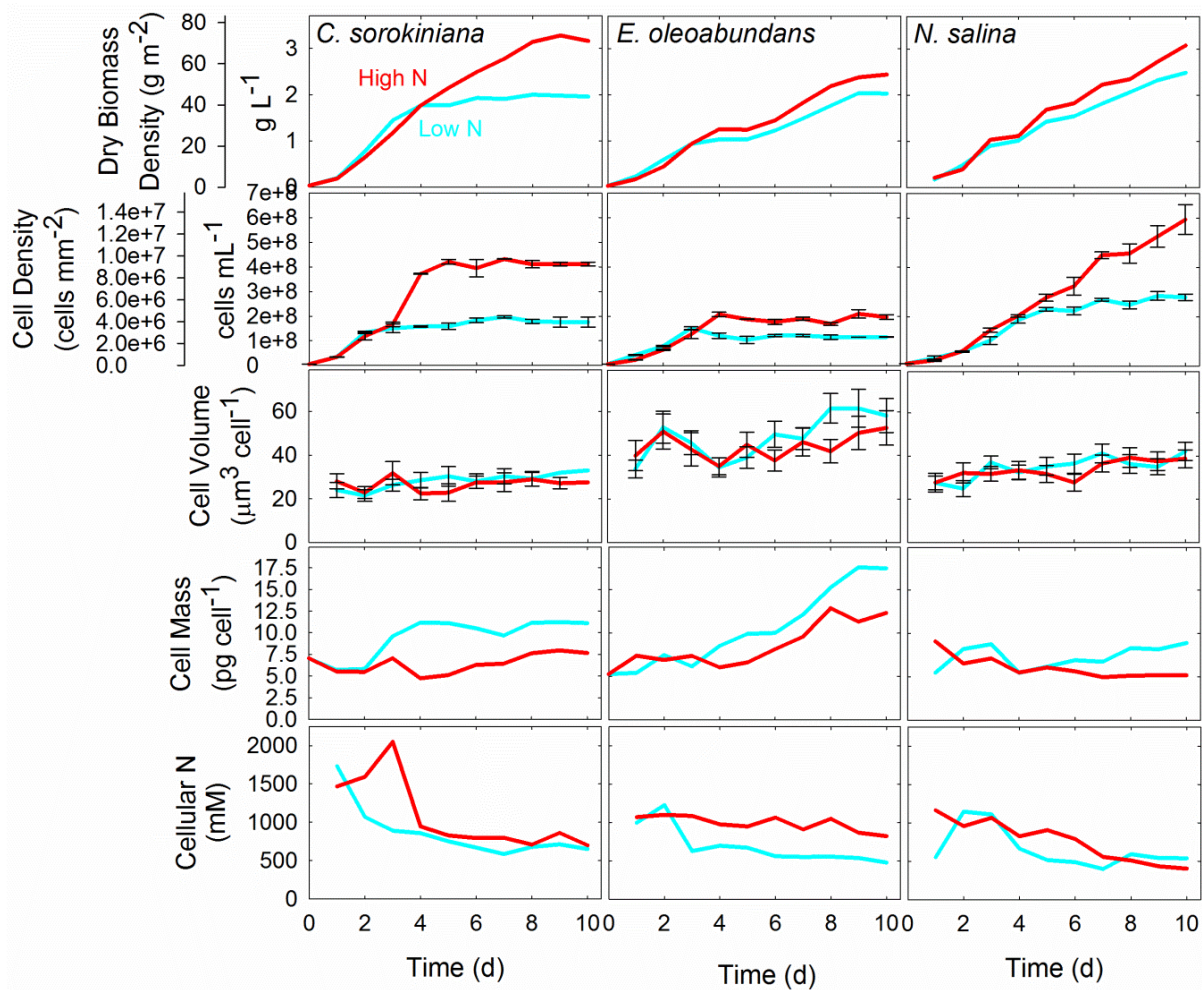 C. sorokiniana
E. oleoabundans
N. salina
Dry Biomass
Density (g m-2)
80
60
40
20
0
g L-1
3
2
1
0
High N
Low N
Cell Density
(cells mm-2)
1.4e+7
1.2e+7
1.0e+7
8.0e+6
6.0e+6
4.0e+6
2.0e+6
0.0
cells mL-1
7e+8
6e+8
5e+8
4e+8
3e+8
2e+8
1e+8
0
Cell Volume
(µm3 cell-1)
60
40
20
0
Cell Mass
(pg cell-1)
17.5
15.0
12.5
10.0
7.5
5.0
2.5
0.0
Cellular N
(mM)
2000
1500
1000
500
0
0 2 4 6 8 10
0 2 4 6 8 10
0 2 4 6 8 10
Time (d)
Time (d)
Time (d)